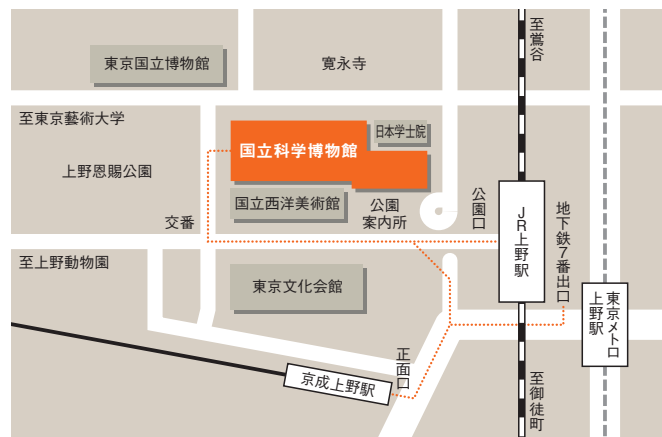 至鶯谷
東京国立博物館
寛永寺
至東京藝術大学
日本学士院
国立科学博物館
上野恩賜公園
国立西洋美術館
公園
案内所
公園口
JR上野駅
地下鉄7番出口
交番
至上野動物園
東京文化会館
東京メトロ
上野駅
正面口
京成上野駅
至御徒町